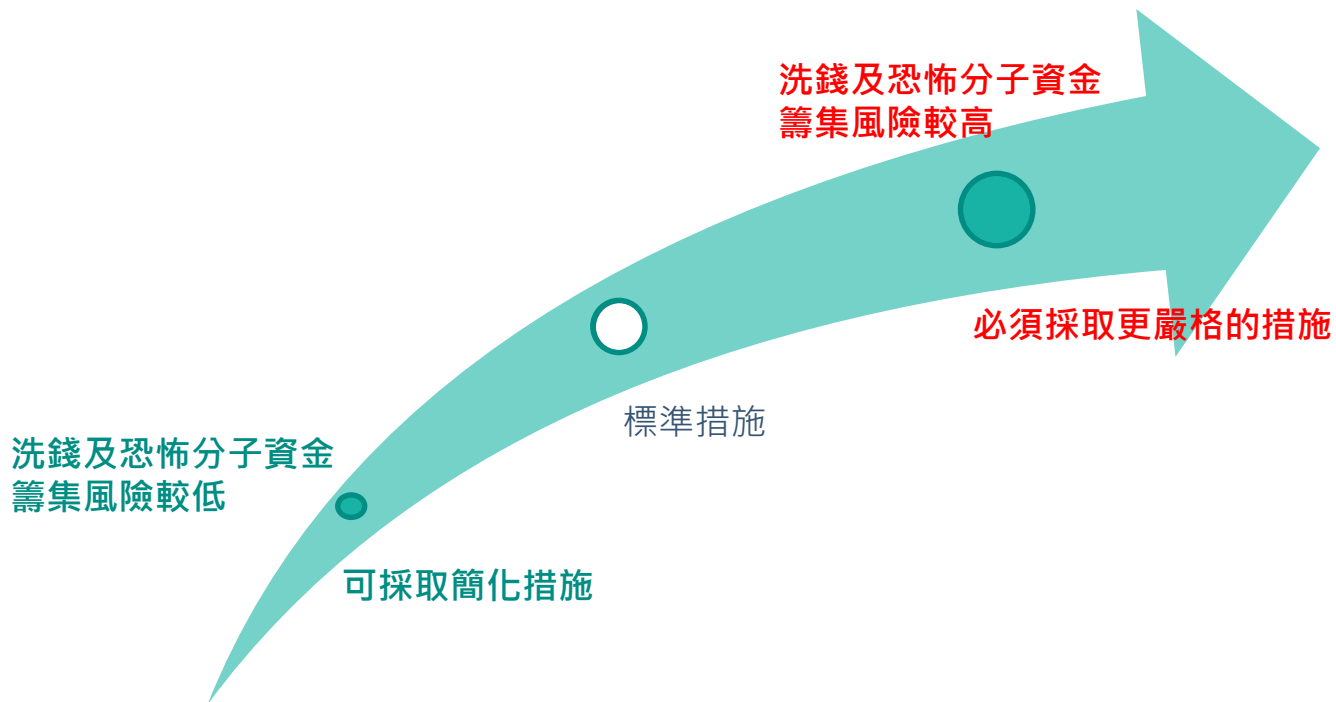 洗錢及恐怖分子資金
籌集風險較高
必須採取更嚴格的措施
標準措施
洗錢及恐怖分子資金
籌集風險較低
可採取簡化措施